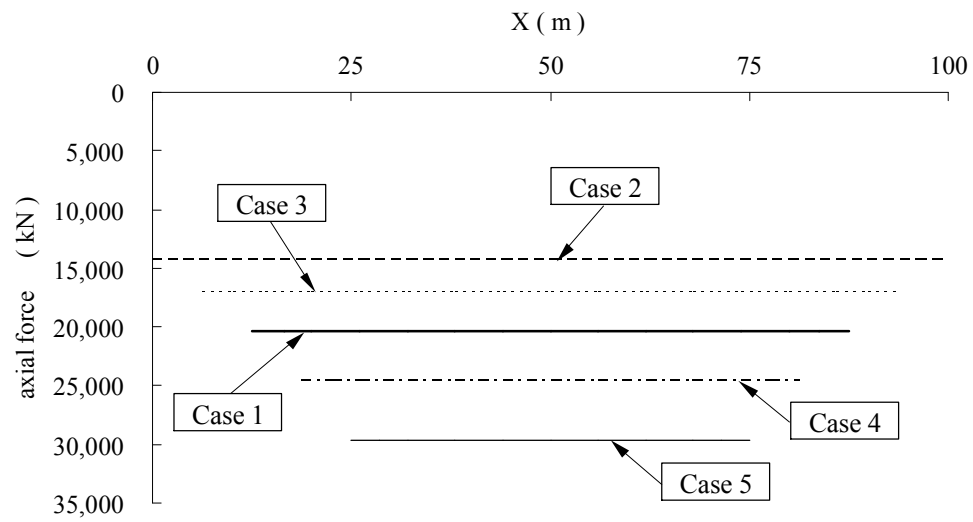 X ( m )
0 25 50 75 100
0
5,000
10,000
15,000
20,000
25,000
30,000
35,000
axial force ( kN )
Case 2
Case 3
Case 1
Case 4
Case 5